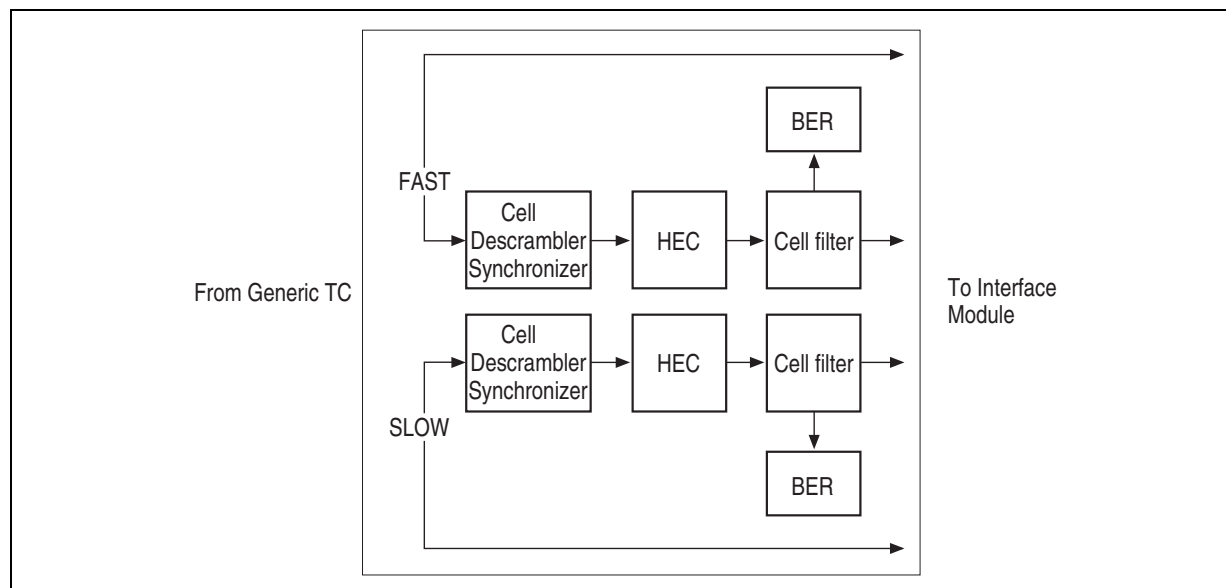 BER
FAST
Cell
Descrambler
Synchronizer
HEC
Cell filter
From Generic TC
To Interface
Module
Cell
Descrambler
Synchronizer
HEC
Cell filter
SLOW
BER